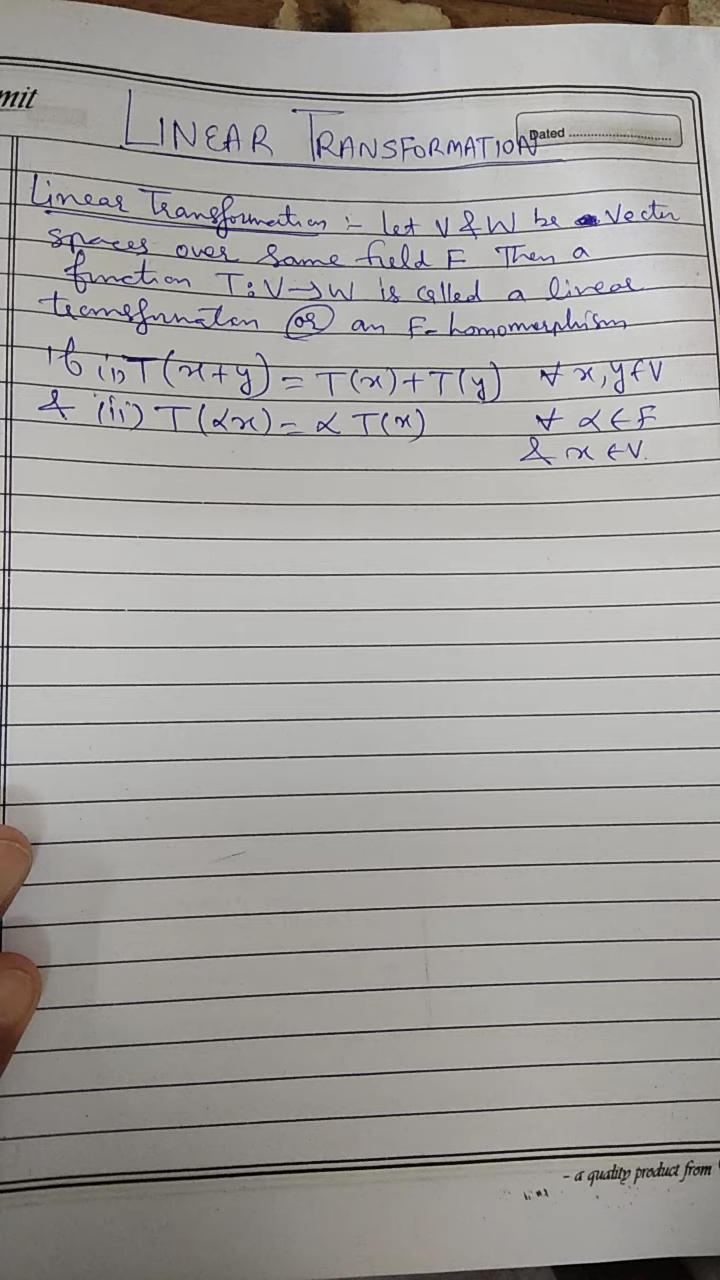 mit
LINEAR TRANSFORMATION
Dated
Linear Transformation :- let V & W be Vector
spaces over same field F Then a
function T: V→W is called a linear
transformation or an F-homomorphism
if (i) T(x+y) = T(x)+T(y) ∀ x,y∈V
& (ii) T(αx) = α T(x) ∀ α∈F
& x∈V.
- a quality product from